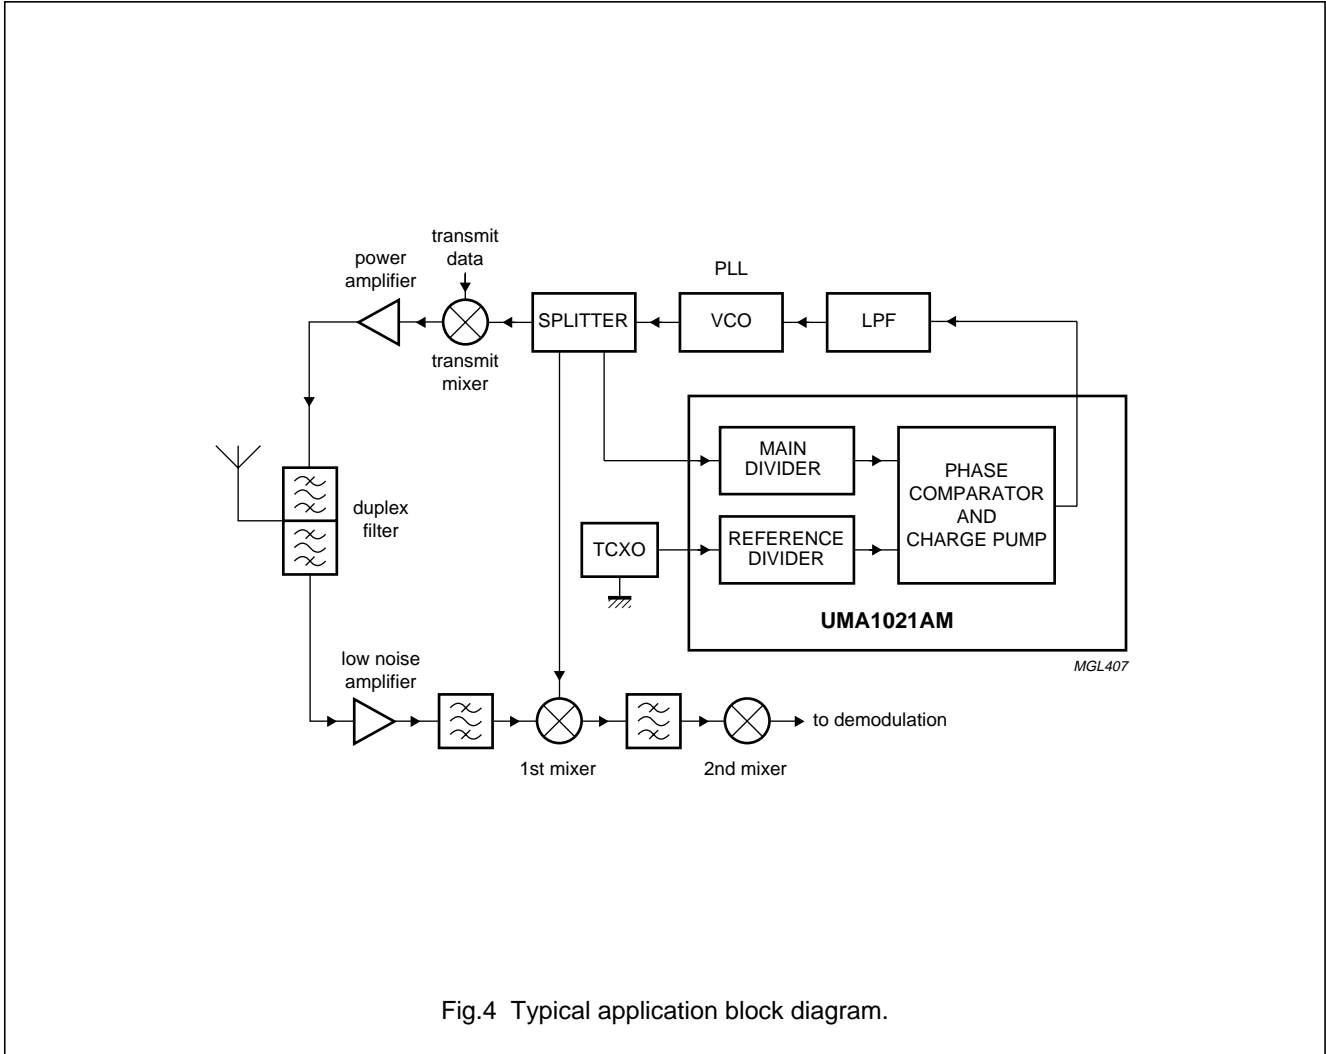 transmit
data
power
amplifier
PLL
SPLITTER
VCO
LPF
transmit
mixer
MAIN
DIVIDER
PHASE
COMPARATOR
AND
CHARGE PUMP
duplex
filter
TCXO
REFERENCE
DIVIDER
UMA1021AM
MGL407
low noise
amplifier
to demodulation
1st mixer
2nd mixer
Fig.4 Typical application block diagram.